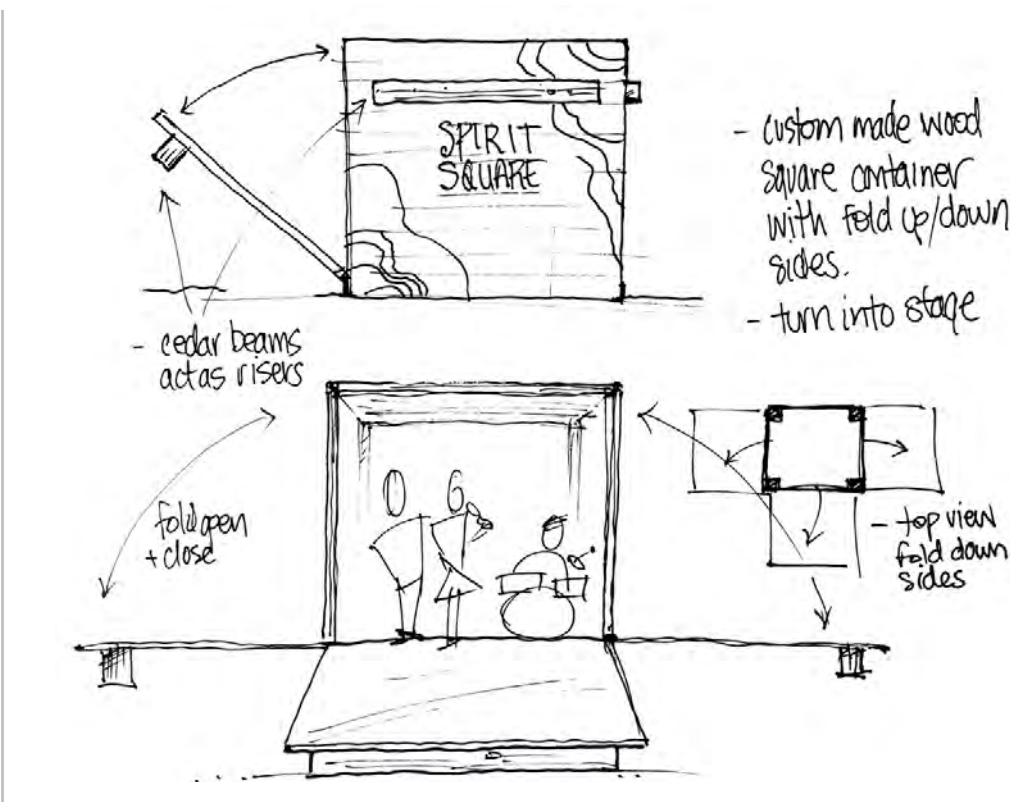 SPIRIT
SQUARE
- custom made wood
square container
with fold up/down
sides.
- turn into stage
- cedar beams
act as risers
fold open
+ close
- top view
fold down
sides